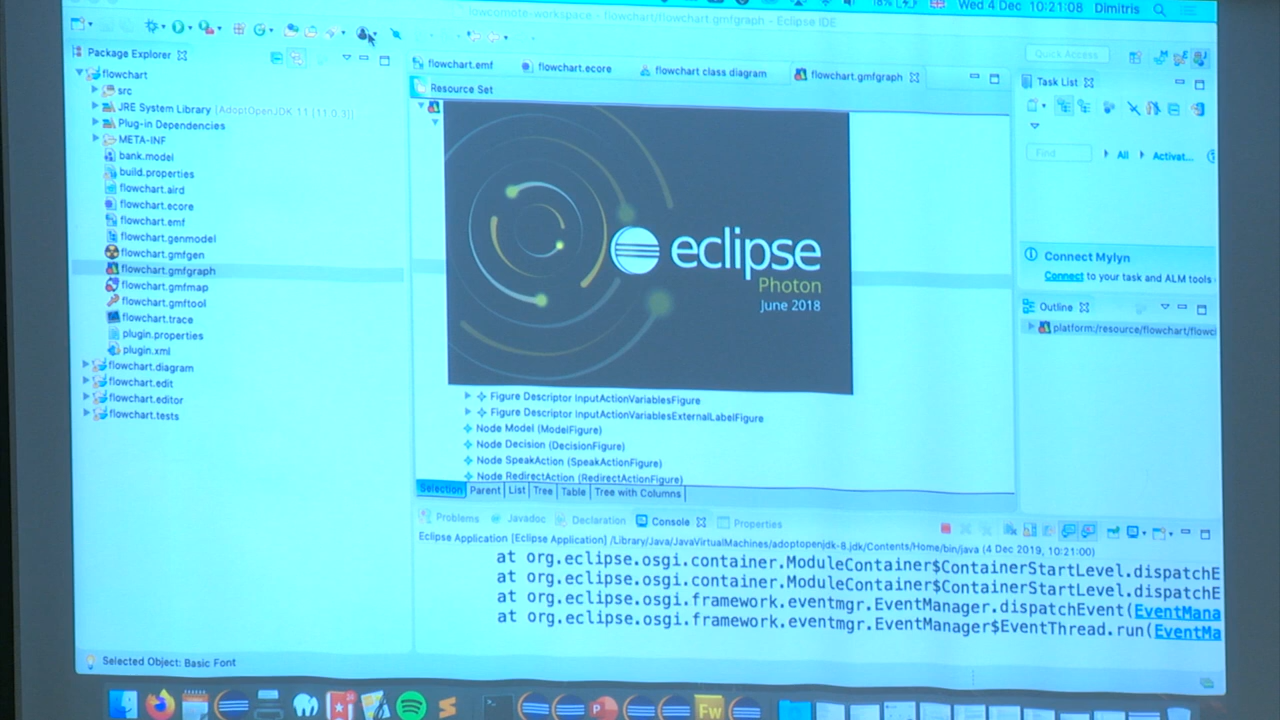 18%
Wed 4 Dec 10:21:08 Dimitris
lowcomote-workspace - flowchart/flowchart.gmfgraph - Eclipse IDE
Quick Access
Package Explorer
flowchart
src
JRE System Library [AdoptOpenJDK 11 [11.0.3]]
Plug-in Dependencies
META-INF
bank.model
build.properties
flowchart.aird
flowchart.ecore
flowchart.emf
flowchart.genmodel
flowchart.gmfgen
flowchart.gmfgraph
flowchart.gmfmap
flowchart.gmftool
flowchart.trace
plugin.properties
plugin.xml
flowchart.diagram
flowchart.edit
flowchart.editor
flowchart.tests
flowchart.emf
flowchart.ecore
flowchart class diagram
flowchart.gmfgraph
Resource Set
eclipse
Photon
June 2018
Figure Descriptor InputActionVariablesFigure
Figure Descriptor InputActionVariablesExternalLabelFigure
Node Model (ModelFigure)
Node Decision (DecisionFigure)
Node SpeakAction (SpeakActionFigure)
Node RedirectAction (RedirectActionFigure)
Selection Parent List Tree Table Tree with Columns
Task List
Find
All
Activat...
Connect Mylyn
Connect to your task and ALM tools
Outline
platform:/resource/flowchart/flowc
Problems Javadoc Declaration Console Properties
Eclipse Application [Eclipse Application] /Library/Java/JavaVirtualMachines/adoptopenjdk-8.jdk/Contents/Home/bin/java (4 Dec 2019, 10:21:00)
at org.eclipse.osgi.container.ModuleContainer$ContainerStartLevel.dispatchE
at org.eclipse.osgi.container.ModuleContainer$ContainerStartLevel.dispatchE
at org.eclipse.osgi.framework.eventmgr.EventManager.dispatchEvent(EventMana
at org.eclipse.osgi.framework.eventmgr.EventManager$EventThread.run(EventMa
Selected Object: Basic Font
Fw